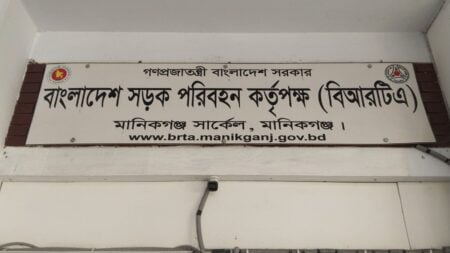 গণপ্রজাতন্ত্রী বাংলাদেশ সরকার
বাংলাদেশ সড়ক পরিবহন কর্তৃপক্ষ (বিআরটিএ)
মানিকগঞ্জ সার্কেল, মানিকগঞ্জ ।
www.brta.manikganj.gov.bd